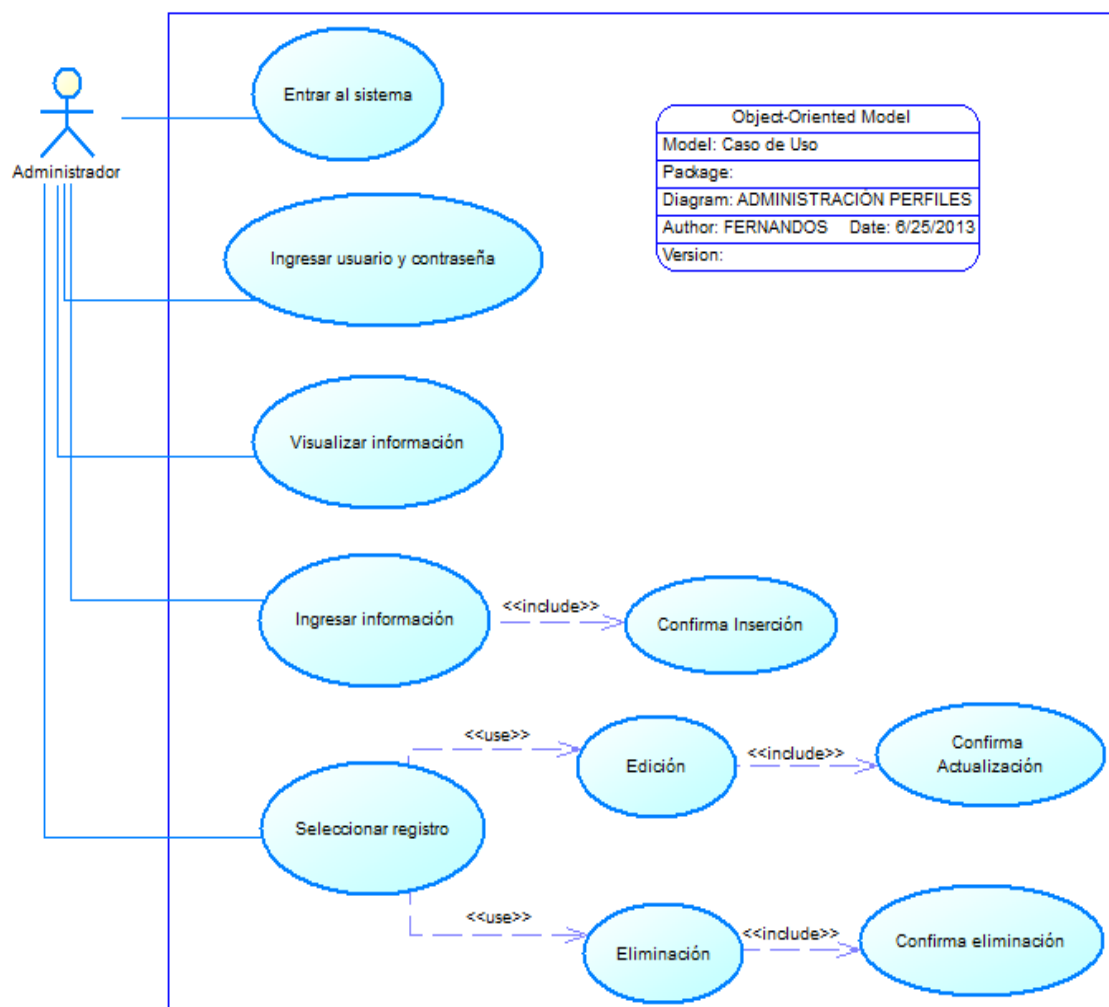 Entrar al sistema
Administrador
Object-Oriented Model
Model: Caso de Uso
Package:
Diagram: ADMINISTRACIÓN PERFILES
Author: FERNANDOS Date: 6/25/2013
Version:
Ingresar usuario y contraseña
Visualizar información
Ingresar información
<<include>>
Confirma Inserción
Seleccionar registro
<<use>>
Edición
<<include>>
Confirma
Actualización
<<use>>
Eliminación
<<include>>
Confirma eliminación